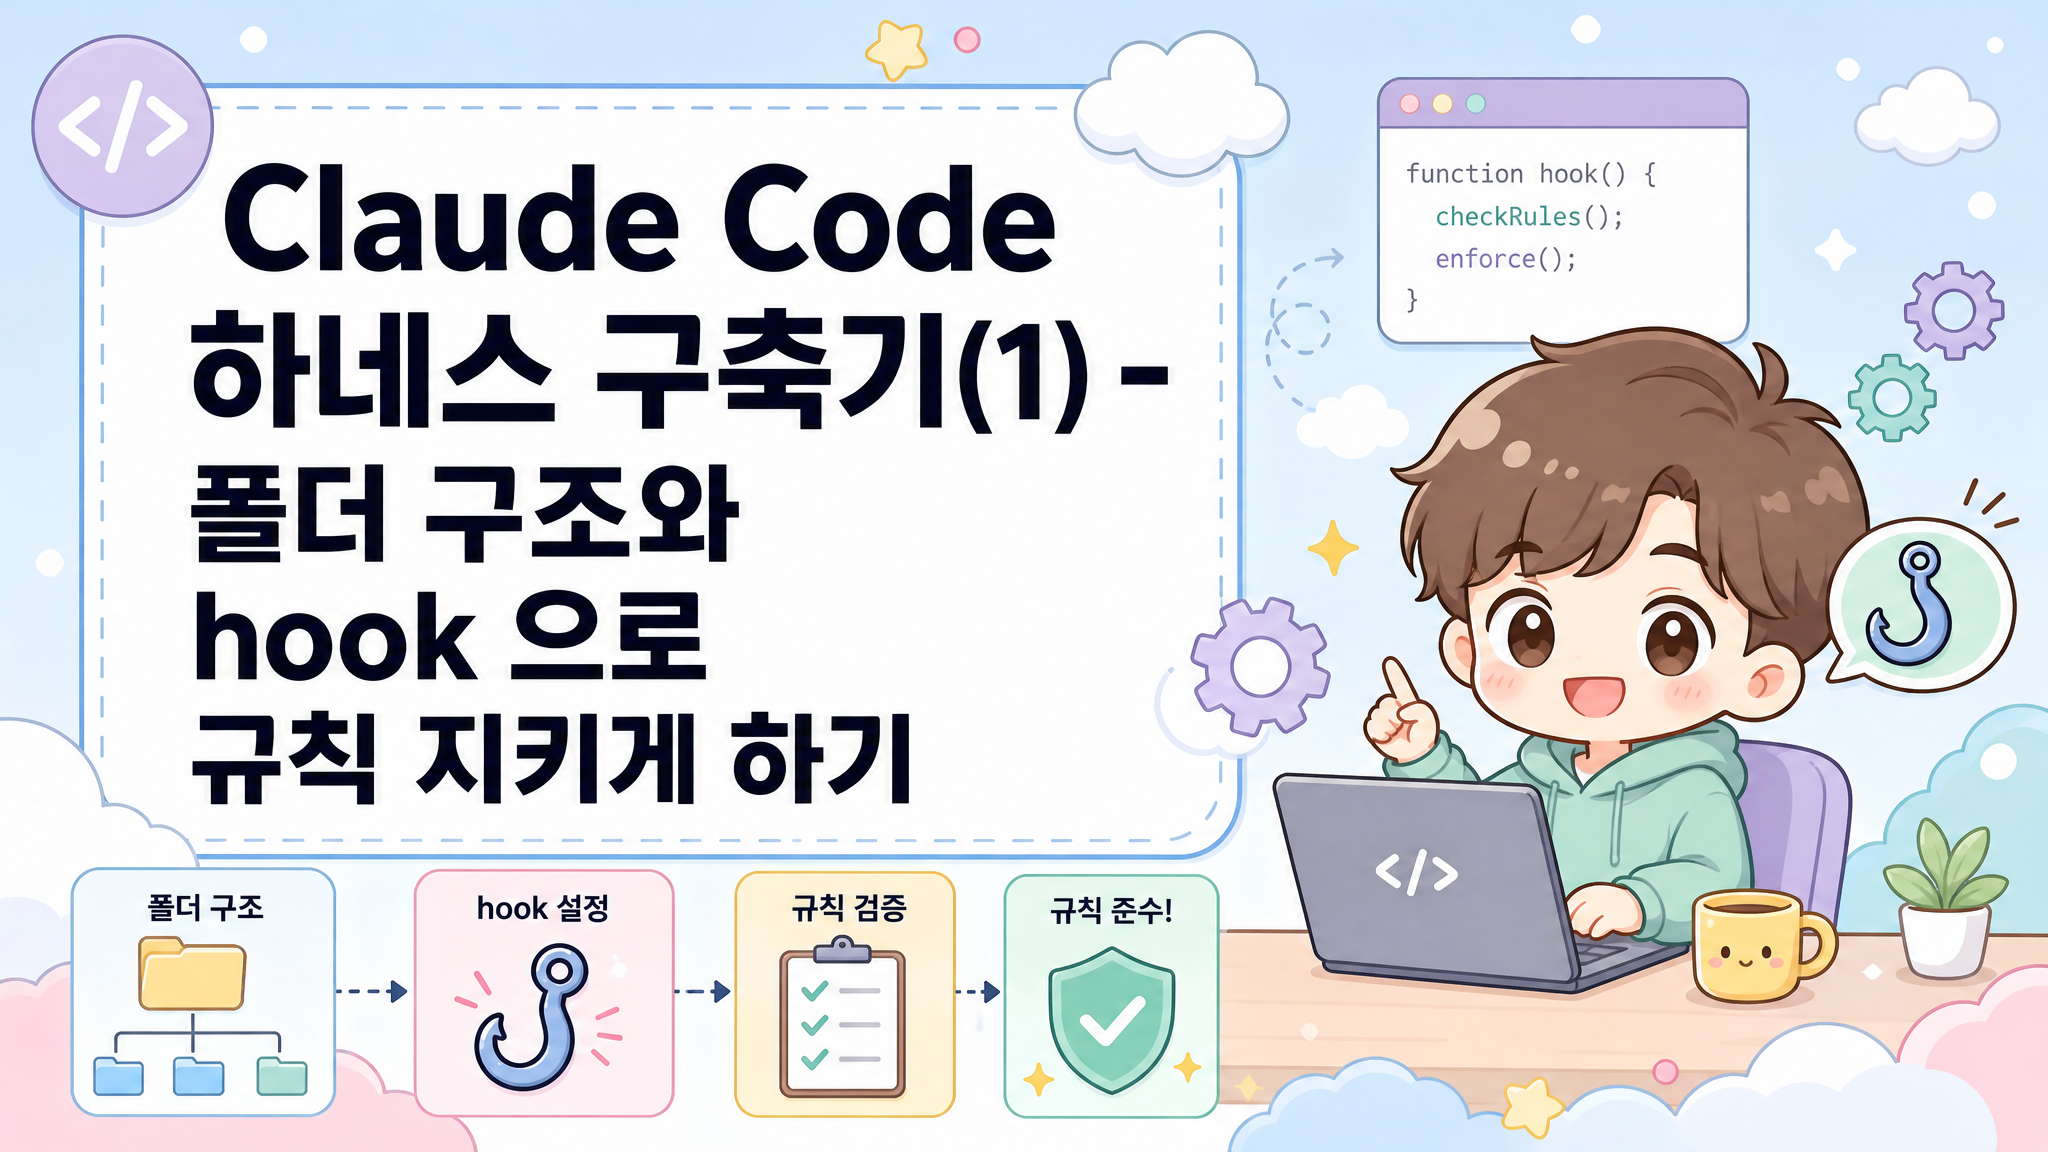 </>
Claude Code
하네스 구축기(1) -
폴더 구조와
hook 으로
규칙 지키게 하기
function hook() {
checkRules();
enforce();
}
</>
폴더 구조
hook 설정
규칙 검증
규칙 준수!